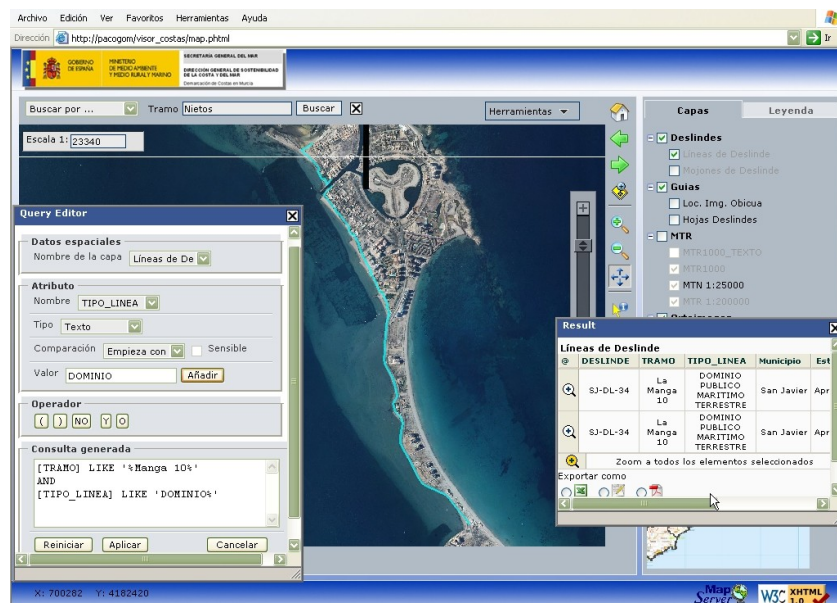 Archivo Edición Ver Favoritos Herramientas Ayuda
Dirección http://pacogom/visor_costas/map.phtml Ir
GOBIERNO DE ESPAÑA
MINISTERIO DE MEDIO AMBIENTE Y MEDIO RURAL Y MARINO
SECRETARÍA GENERAL DEL MAR
DIRECCIÓN GENERAL DE SOSTENIBILIDAD DE LA COSTA Y DEL MAR
Demarcación de Costas en Murcia
Buscar por ... Tramo Nietos Buscar
Herramientas
Escala 1: 23340
Capas Leyenda
Deslindes
Líneas de Deslinde
Mojones de Deslinde
Guias
Loc. Img. Obicua
Hojas Deslindes
MTR
MTR1000_TEXTO
MTR1000
MTN 1:25000
MTR 1:200000
Query Editor
Datos espaciales
Nombre de la capa Líneas de De
Atributo
Nombre TIPO_LINEA
Tipo Texto
Comparación Empieza con Sensible
Valor DOMINIO Añadir
Operador
( ) NO Y O
Consulta generada
[TRAMO] LIKE '%Manga 10%'
AND
[TIPO_LINEA] LIKE 'DOMINIO%'
Reiniciar Aplicar Cancelar
Result
Líneas de Deslinde
@ DESLINDE TRAMO TIPO_LINEA Municipio Est
SJ-DL-34 La Manga 10 DOMINIO PUBLICO MARITIMO TERRESTRE San Javier Apr
SJ-DL-34 La Manga 10 DOMINIO PUBLICO MARITIMO TERRESTRE San Javier Apr
Zoom a todos los elementos seleccionados
Exportar como
X: 700282 Y: 4182420
Map Server
W3C XHTML 1.0